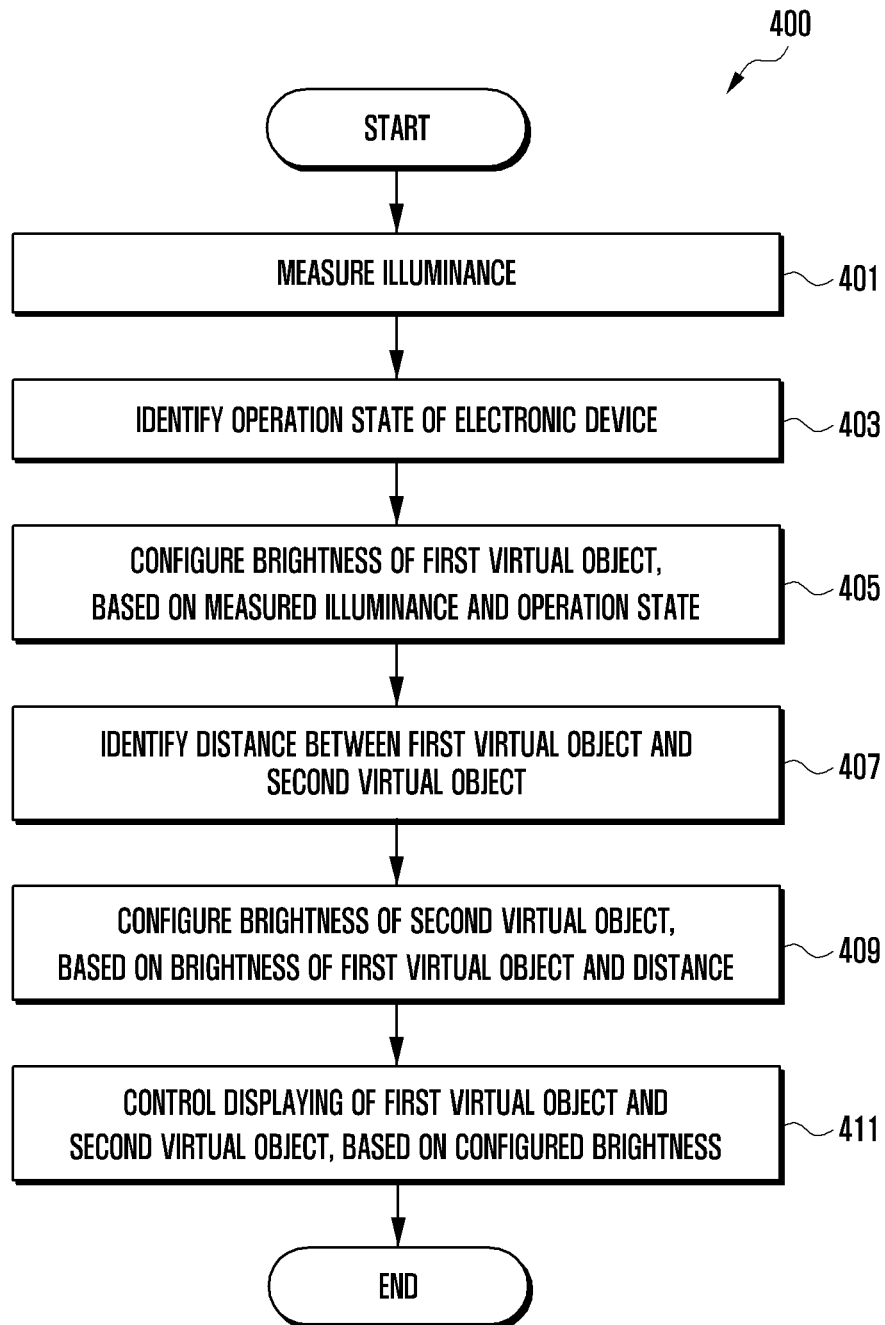 400
START
MEASURE ILLUMINANCE
401
IDENTIFY OPERATION STATE OF ELECTRONIC DEVICE
403
CONFIGURE BRIGHTNESS OF FIRST VIRTUAL OBJECT,
BASED ON MEASURED ILLUMINANCE AND OPERATION STATE
405
IDENTIFY DISTANCE BETWEEN FIRST VIRTUAL OBJECT AND
SECOND VIRTUAL OBJECT
407
CONFIGURE BRIGHTNESS OF SECOND VIRTUAL OBJECT,
BASED ON BRIGHTNESS OF FIRST VIRTUAL OBJECT AND DISTANCE
409
CONTROL DISPLAYING OF FIRST VIRTUAL OBJECT AND
SECOND VIRTUAL OBJECT, BASED ON CONFIGURED BRIGHTNESS
411
END